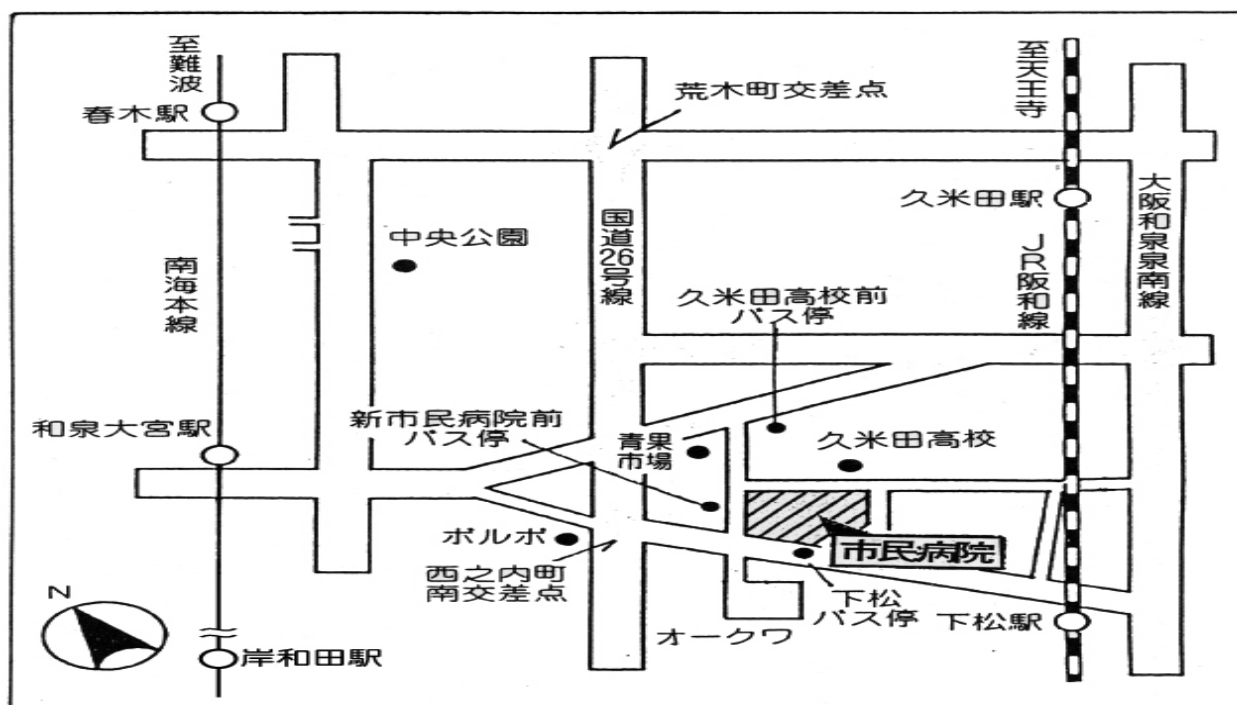 至難波
春木駅
荒木町交差点
至天王寺
久米田駅
大阪和泉泉南線
中央公園
国道26号線
南海本線
久米田高校前
バス停
JR阪和線
和泉大宮駅
新市民病院前
バス停
青果
市場
久米田高校
ボルボ
市民病院
西之内町
南交差点
下松
バス停
下松駅
オークワ
N
岸和田駅